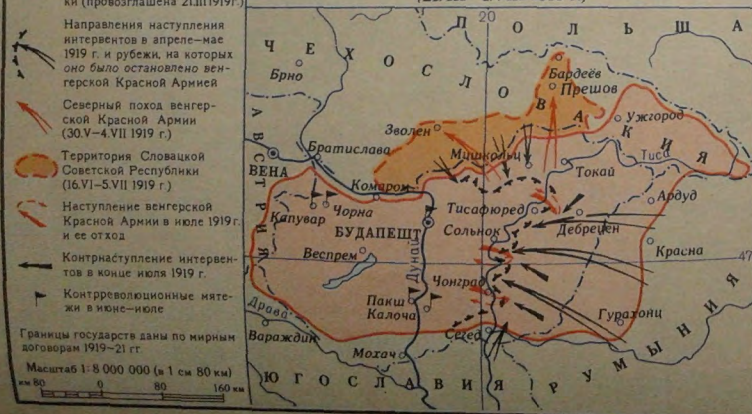 ки (провозглашена 21.III 1919г.)
Направления наступления
интервентов в апреле—мае
1919 г. и рубежи, на которых
оно было остановлено вен-
герской Красной Армией
Северный поход венгер-
ской Красной Армии
(30.V—4.VII 1919 г.)
Территория Словацкой
Советской Республики
(16.VI—5.VII 1919 г.)
Наступление венгерской
Красной Армии в июле 1919 г.
и ее отход
Контрнаступление интервен-
тов в конце июля 1919 г.
Контрреволюционные мяте-
жи в июне—июле
Границы государств даны по мирным
договорам 1919—21 гг.
Масштаб 1:8 000 000 (в 1 см 80 км)
км 80 0 80 160 км
20
ПОЛЬША
ЧЕХОСЛОВАКИЯ
Брно
Бардеёв
Прешов
Ужгород
Зволен
АВСТРИЯ
Братислава
ВЕНА
Мишкольц
Тиса
Токай
Комаром
Ардуд
Капувар
Чорна
Тисафюред
Дебрецен
БУДАПЕШТ
Сольнок
Веспрем
Дунай
Красна
47
Чонград
Пакш
Калоча
Гурахонц
Драва
Вараждин
Сегед
Мохач
ЮГОСЛАВИЯ
РУМЫНИЯ